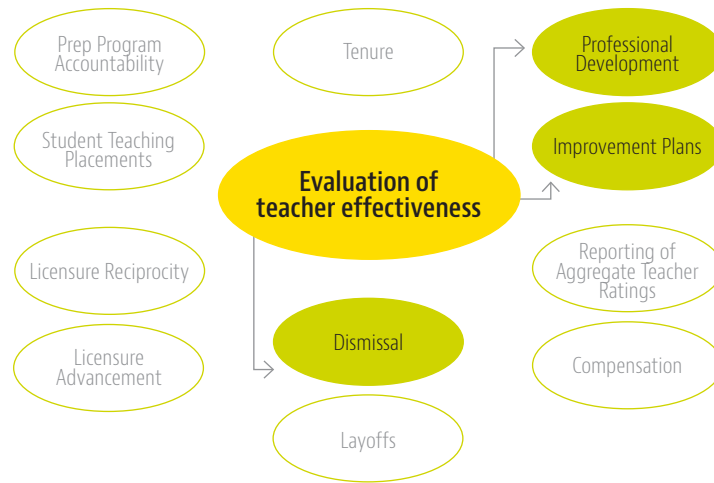 Prep Program
Accountability
Tenure
Professional
Development
Student Teaching
Placements
Improvement Plans
Evaluation of
teacher effectiveness
Licensure Reciprocity
Reporting of
Aggregate Teacher
Ratings
Dismissal
Licensure
Advancement
Compensation
Layoffs